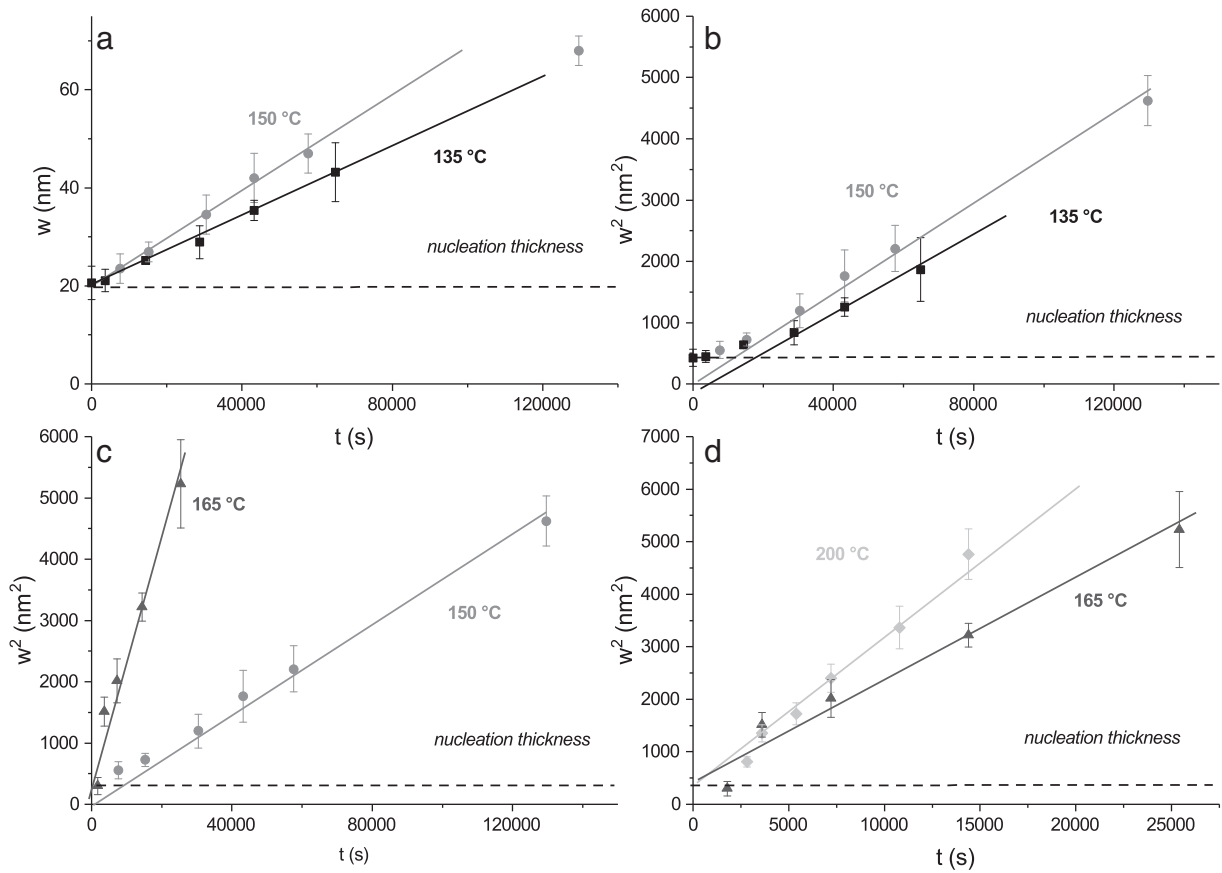 a
w (nm)
60
40
20
0
150 °C
135 °C
nucleation thickness
0
40000
80000
120000
t (s)
b
w² (nm²)
6000
5000
4000
3000
2000
1000
0
150 °C
135 °C
nucleation thickness
0
40000
80000
120000
t (s)
c
w² (nm²)
6000
5000
4000
3000
2000
1000
0
165 °C
150 °C
nucleation thickness
0
40000
80000
120000
t (s)
d
w² (nm²)
7000
6000
5000
4000
3000
2000
1000
0
200 °C
165 °C
nucleation thickness
0
5000
10000
15000
20000
25000
t (s)